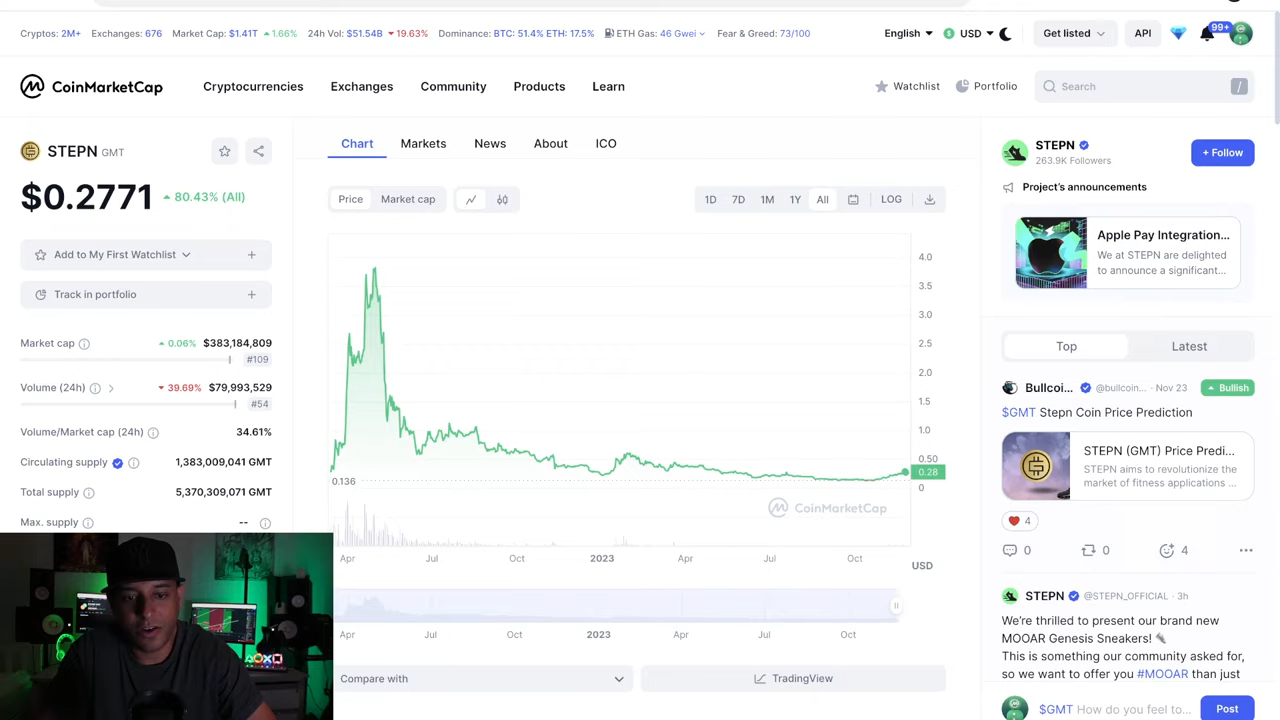 Cryptos: 2M+ Exchanges: 676 Market Cap: $1.41T 1.66% 24h Vol: $51.54B 19.63% Dominance: BTC: 51.4% ETH: 17.5% ETH Gas: 46 Gwei Fear & Greed: 73/100 English USD Get listed API 99+
CoinMarketCap Cryptocurrencies Exchanges Community Products Learn Watchlist Portfolio Search /
STEPN GMT
$0.2771 80.43% (All)
Add to My First Watchlist +
Track in portfolio +
Market cap 0.06% $383,184,809
#109
Volume (24h) 39.69% $79,993,529
#54
Volume/Market cap (24h) 34.61%
Circulating supply 1,383,009,041 GMT
Total supply 5,370,309,071 GMT
Max. supply --
Chart Markets News About ICO
Price Market cap 1D 7D 1M 1Y All LOG
4.0
3.5
3.0
2.5
2.0
1.5
1.0
0.50
0.28
0
0.136
CoinMarketCap
Apr Jul Oct 2023 Apr Jul Oct
USD
Apr Jul Oct 2023 Apr Jul Oct
Compare with TradingView
STEPN
263.9K Followers
+ Follow
Project's announcements
Apple Pay Integration...
We at STEPN are delighted
to announce a significant...
Top Latest
Bullcoi... @bullcoin... · Nov 23 Bullish
$GMT Stepn Coin Price Prediction
STEPN (GMT) Price Predi...
STEPN aims to revolutionize the
market of fitness applications ...
4
0 0 4
STEPN @STEPN_OFFICIAL · 3h
We're thrilled to present our brand new
MOOAR Genesis Sneakers!
This is something our community asked for,
so we want to offer you #MOOAR than just
$GMT How do you feel to... Post